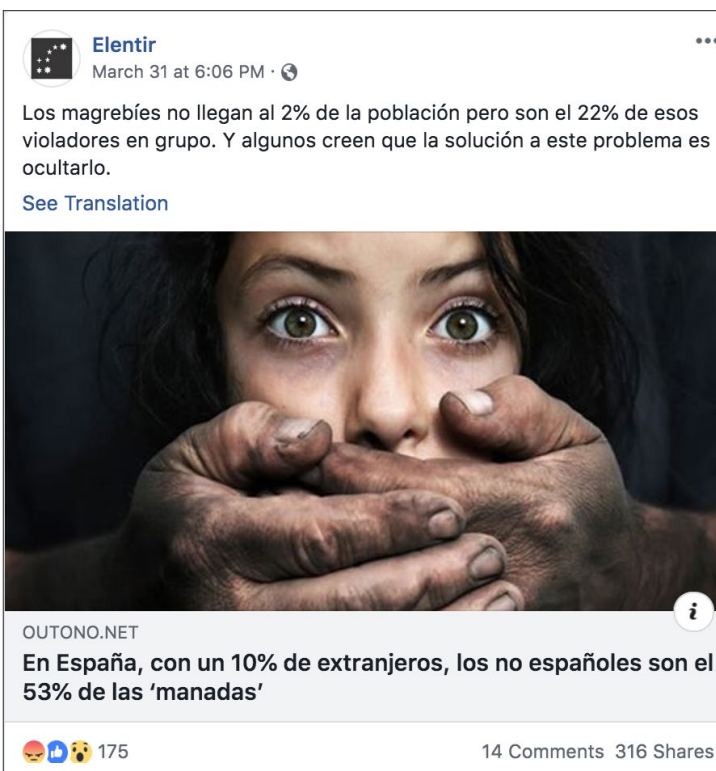 Elentir
March 31 at 6:06 PM ·
Los magrebíes no llegan al 2% de la población pero son el 22% de esos
violadores en grupo. Y algunos creen que la solución a este problema es
ocultarlo.
See Translation
OUTONO.NET
En España, con un 10% de extranjeros, los no españoles son el
53% de las ‘manadas’
175
14 Comments 316 Shares